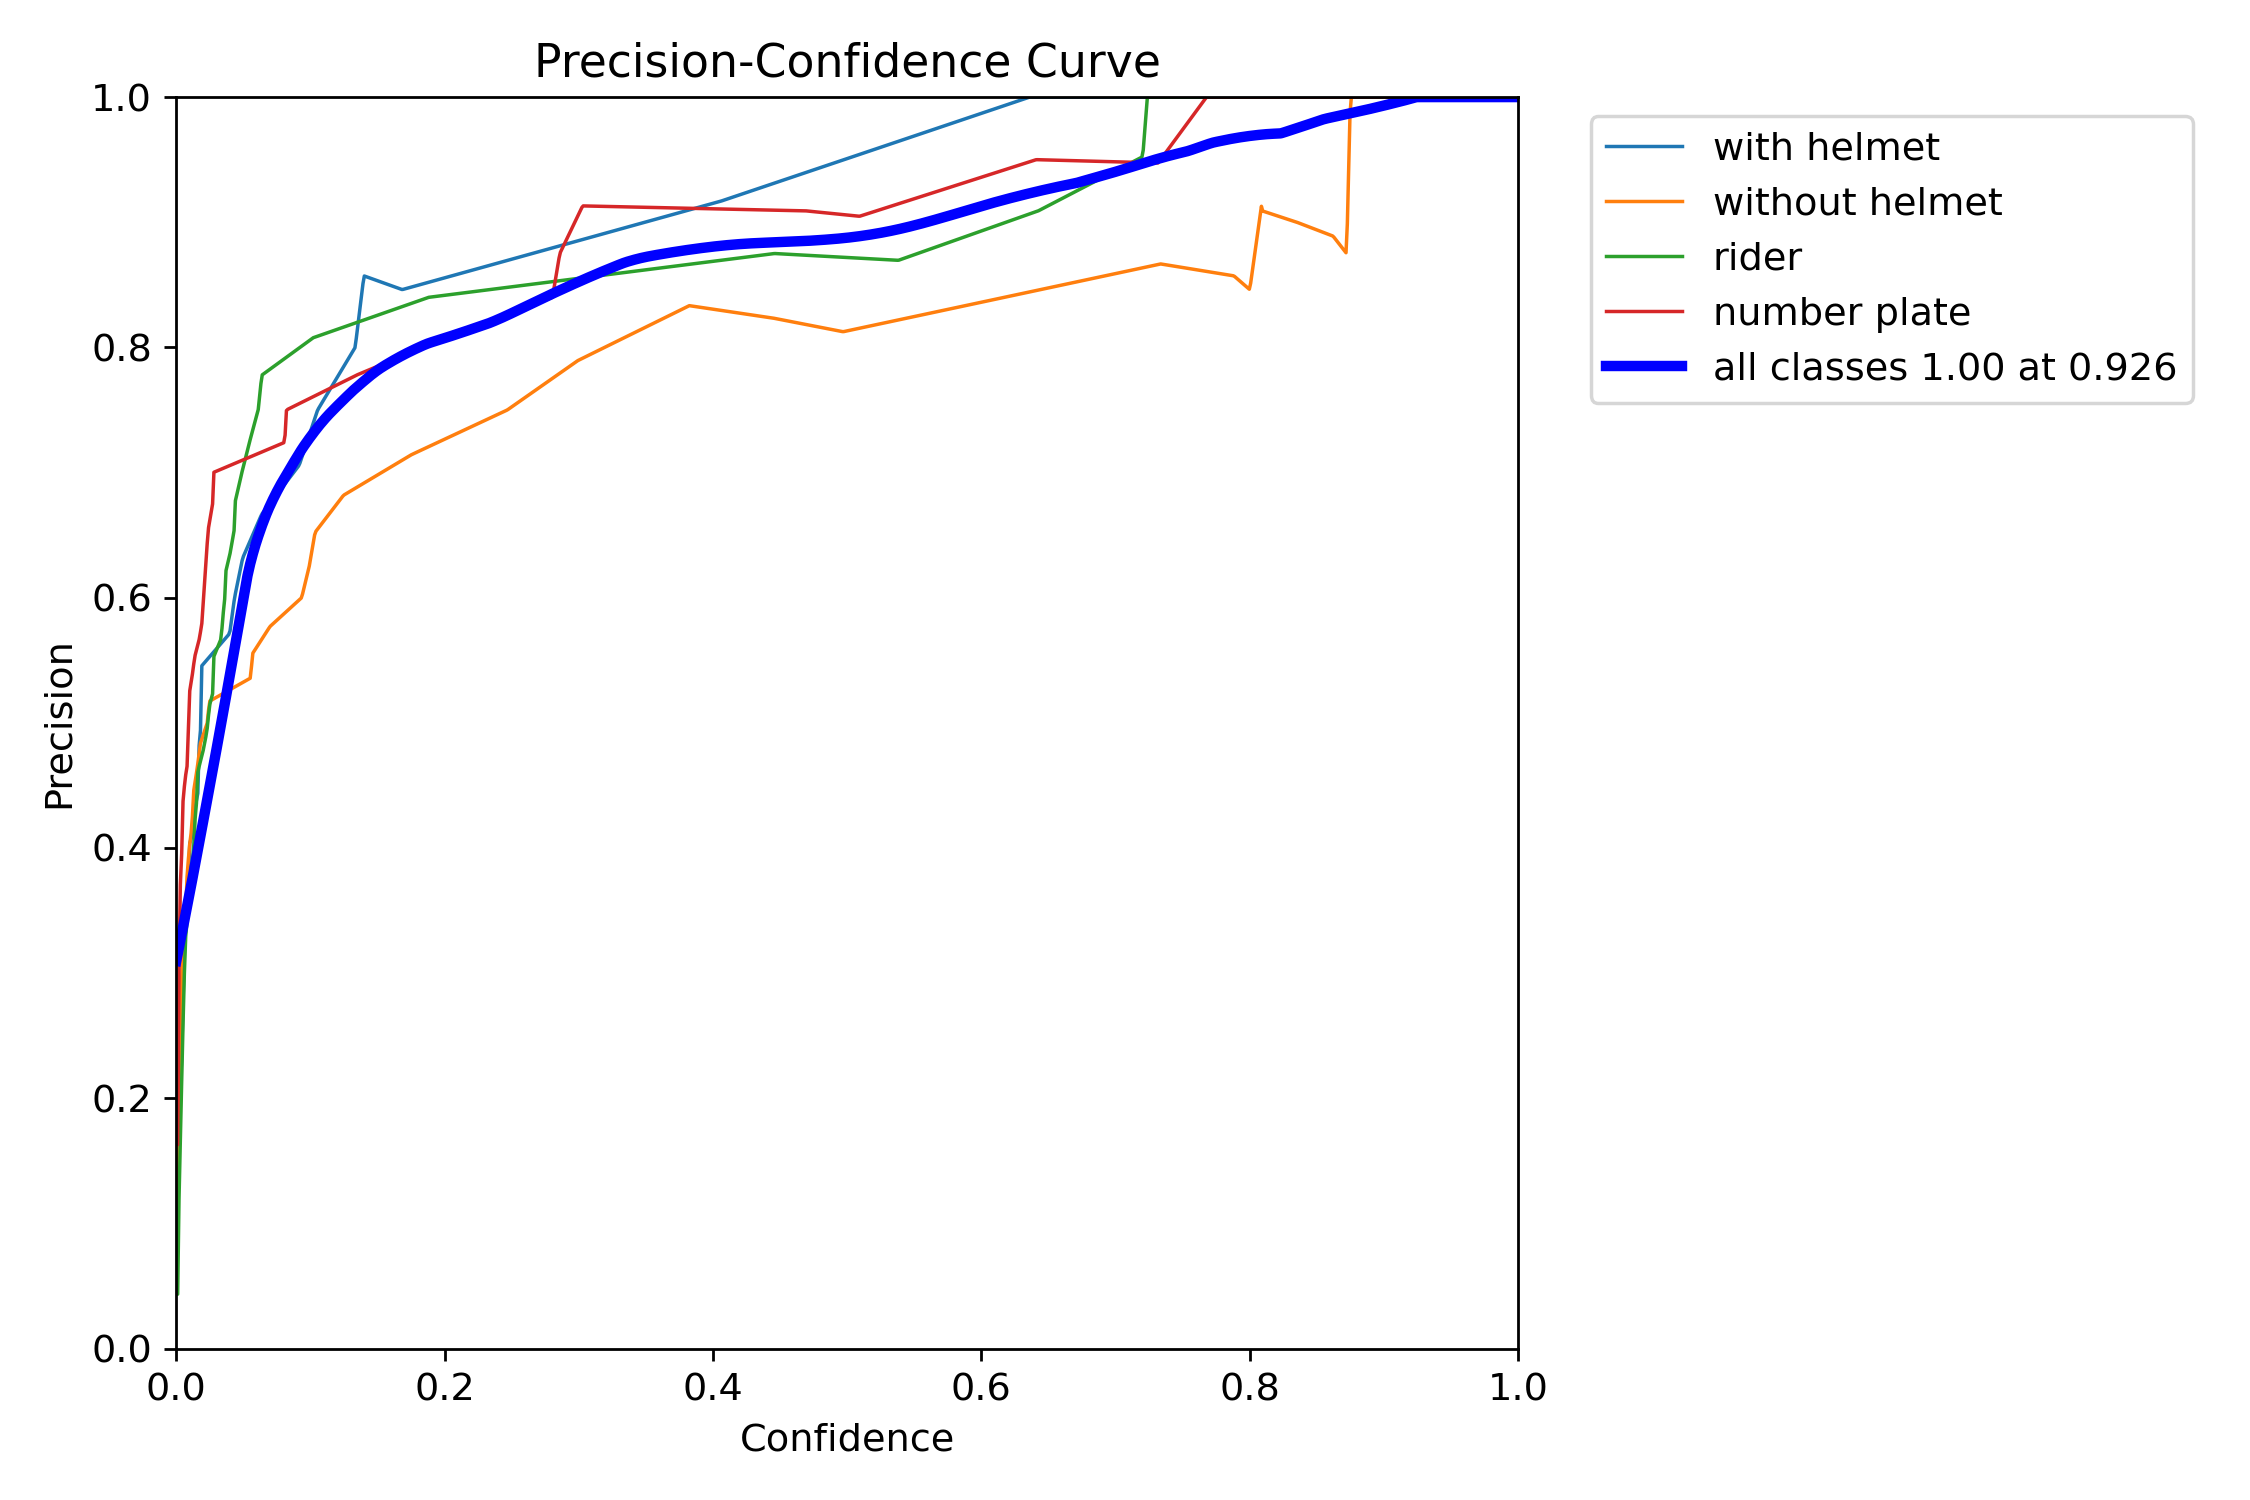 Precision-Confidence Curve
1.0
0.8
0.6
0.4
0.2
0.0
Precision
0.0 0.2 0.4 0.6 0.8 1.0
Confidence
with helmet
without helmet
rider
number plate
all classes 1.00 at 0.926